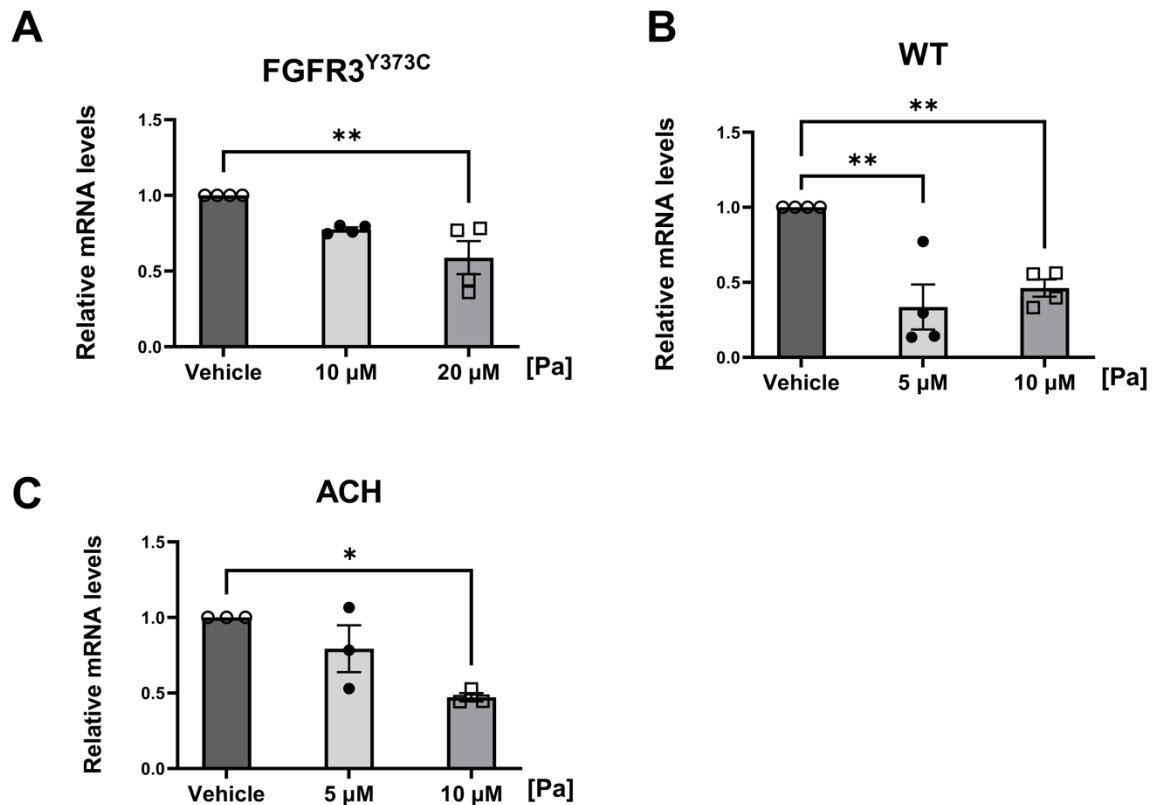 A
FGFR3Y373C
Relative mRNA levels
1.5
1.0
0.5
0.0
**
Vehicle
10 µM
20 µM
[Pa]
B
WT
Relative mRNA levels
1.5
1.0
0.5
0.0
**
**
Vehicle
5 µM
10 µM
[Pa]
C
ACH
Relative mRNA levels
1.5
1.0
0.5
0.0
*
Vehicle
5 µM
10 µM
[Pa]